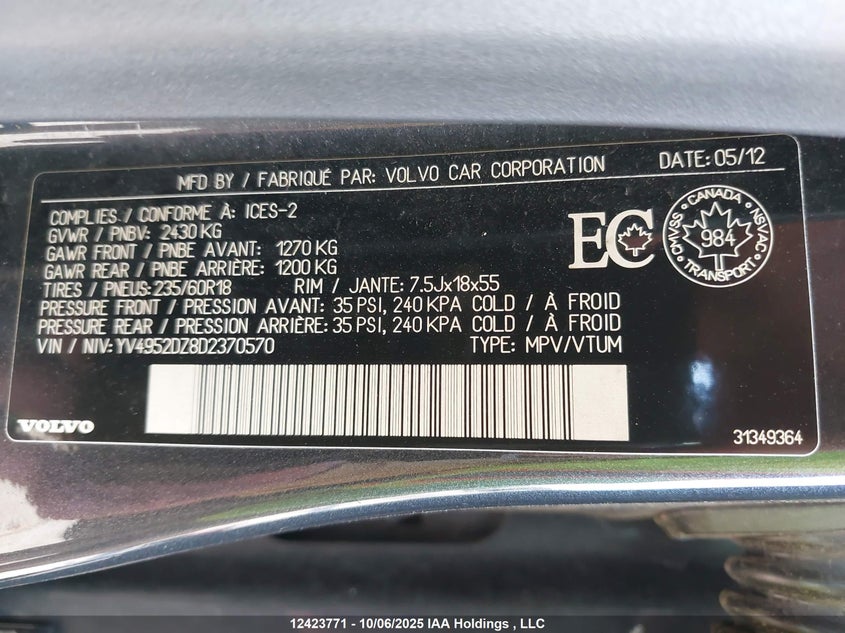 MFD BY / FABRIQUÉ PAR: VOLVO CAR CORPORATION DATE: 05/12
COMPLIES / CONFORME À: ICES-2
GVWR / PNBV: 2430 KG
GAWR FRONT / PNBE AVANT: 1270 KG
GAWR REAR / PNBE ARRIÈRE: 1200 KG
TIRES / PNEUS: 235/60R18 RIM / JANTE: 7.5Jx18x55
PRESSURE FRONT / PRESSION AVANT: 35 PSI, 240 KPA COLD / À FROID
PRESSURE REAR / PRESSION ARRIÈRE: 35 PSI, 240 KPA COLD / À FROID
VIN / NIV: YV4952DZ8D2370570 TYPE: MPV/VTUM
EC
CANADA
NSVAC
TRANSPORT
NVSS
984
VOLVO
31349364
12423771 - 10/06/2025 IAA Holdings , LLC